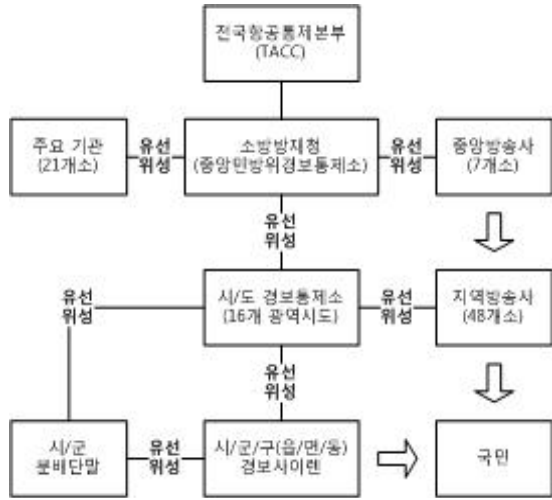 전국항공통제본부
(TACC)
주요 기관
(21개소)
유선
위성
소방방재청
(중앙민방위경보통제소)
유선
위성
중앙방송사
(7개소)
유선
위성
유선
위성
시/도 경보통제소
(16개 광역시도)
유선
위성
지역방송사
(48개소)
유선
위성
시/군
분배단말
유선
위성
시/군/구(읍/면/동)
경보사이렌
국민